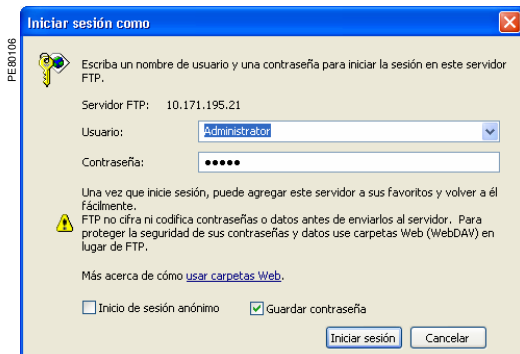 Iniciar sesión como
PE80106
Escriba un nombre de usuario y una contraseña para iniciar la sesión en este servidor
FTP.
Servidor FTP: 10.171.195.21
Usuario: Administrator
Contraseña: •••••
Una vez que inicie sesión, puede agregar este servidor a sus favoritos y volver a él
fácilmente.
FTP no cifra ni codifica contraseñas o datos antes de enviarlos al servidor. Para
proteger la seguridad de sus contraseñas y datos use carpetas Web (WebDAV) en
lugar de FTP.
Más acerca de cómo usar carpetas Web.
Inicio de sesión anónimo Guardar contraseña
Iniciar sesión Cancelar